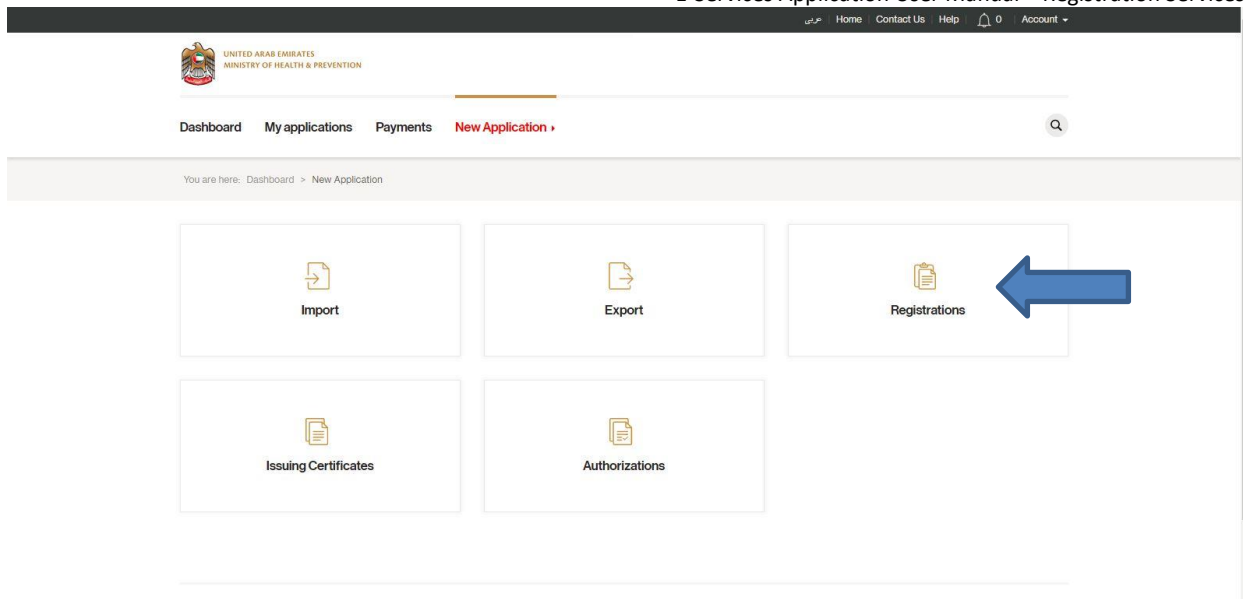 E-Services Application User Manual – Registration Services
عربي Home Contact Us Help 0 Account
UNITED ARAB EMIRATES
MINISTRY OF HEALTH & PREVENTION
Dashboard My applications Payments New Application
You are here: Dashboard > New Application
Import Export Registrations
Issuing Certificates Authorizations